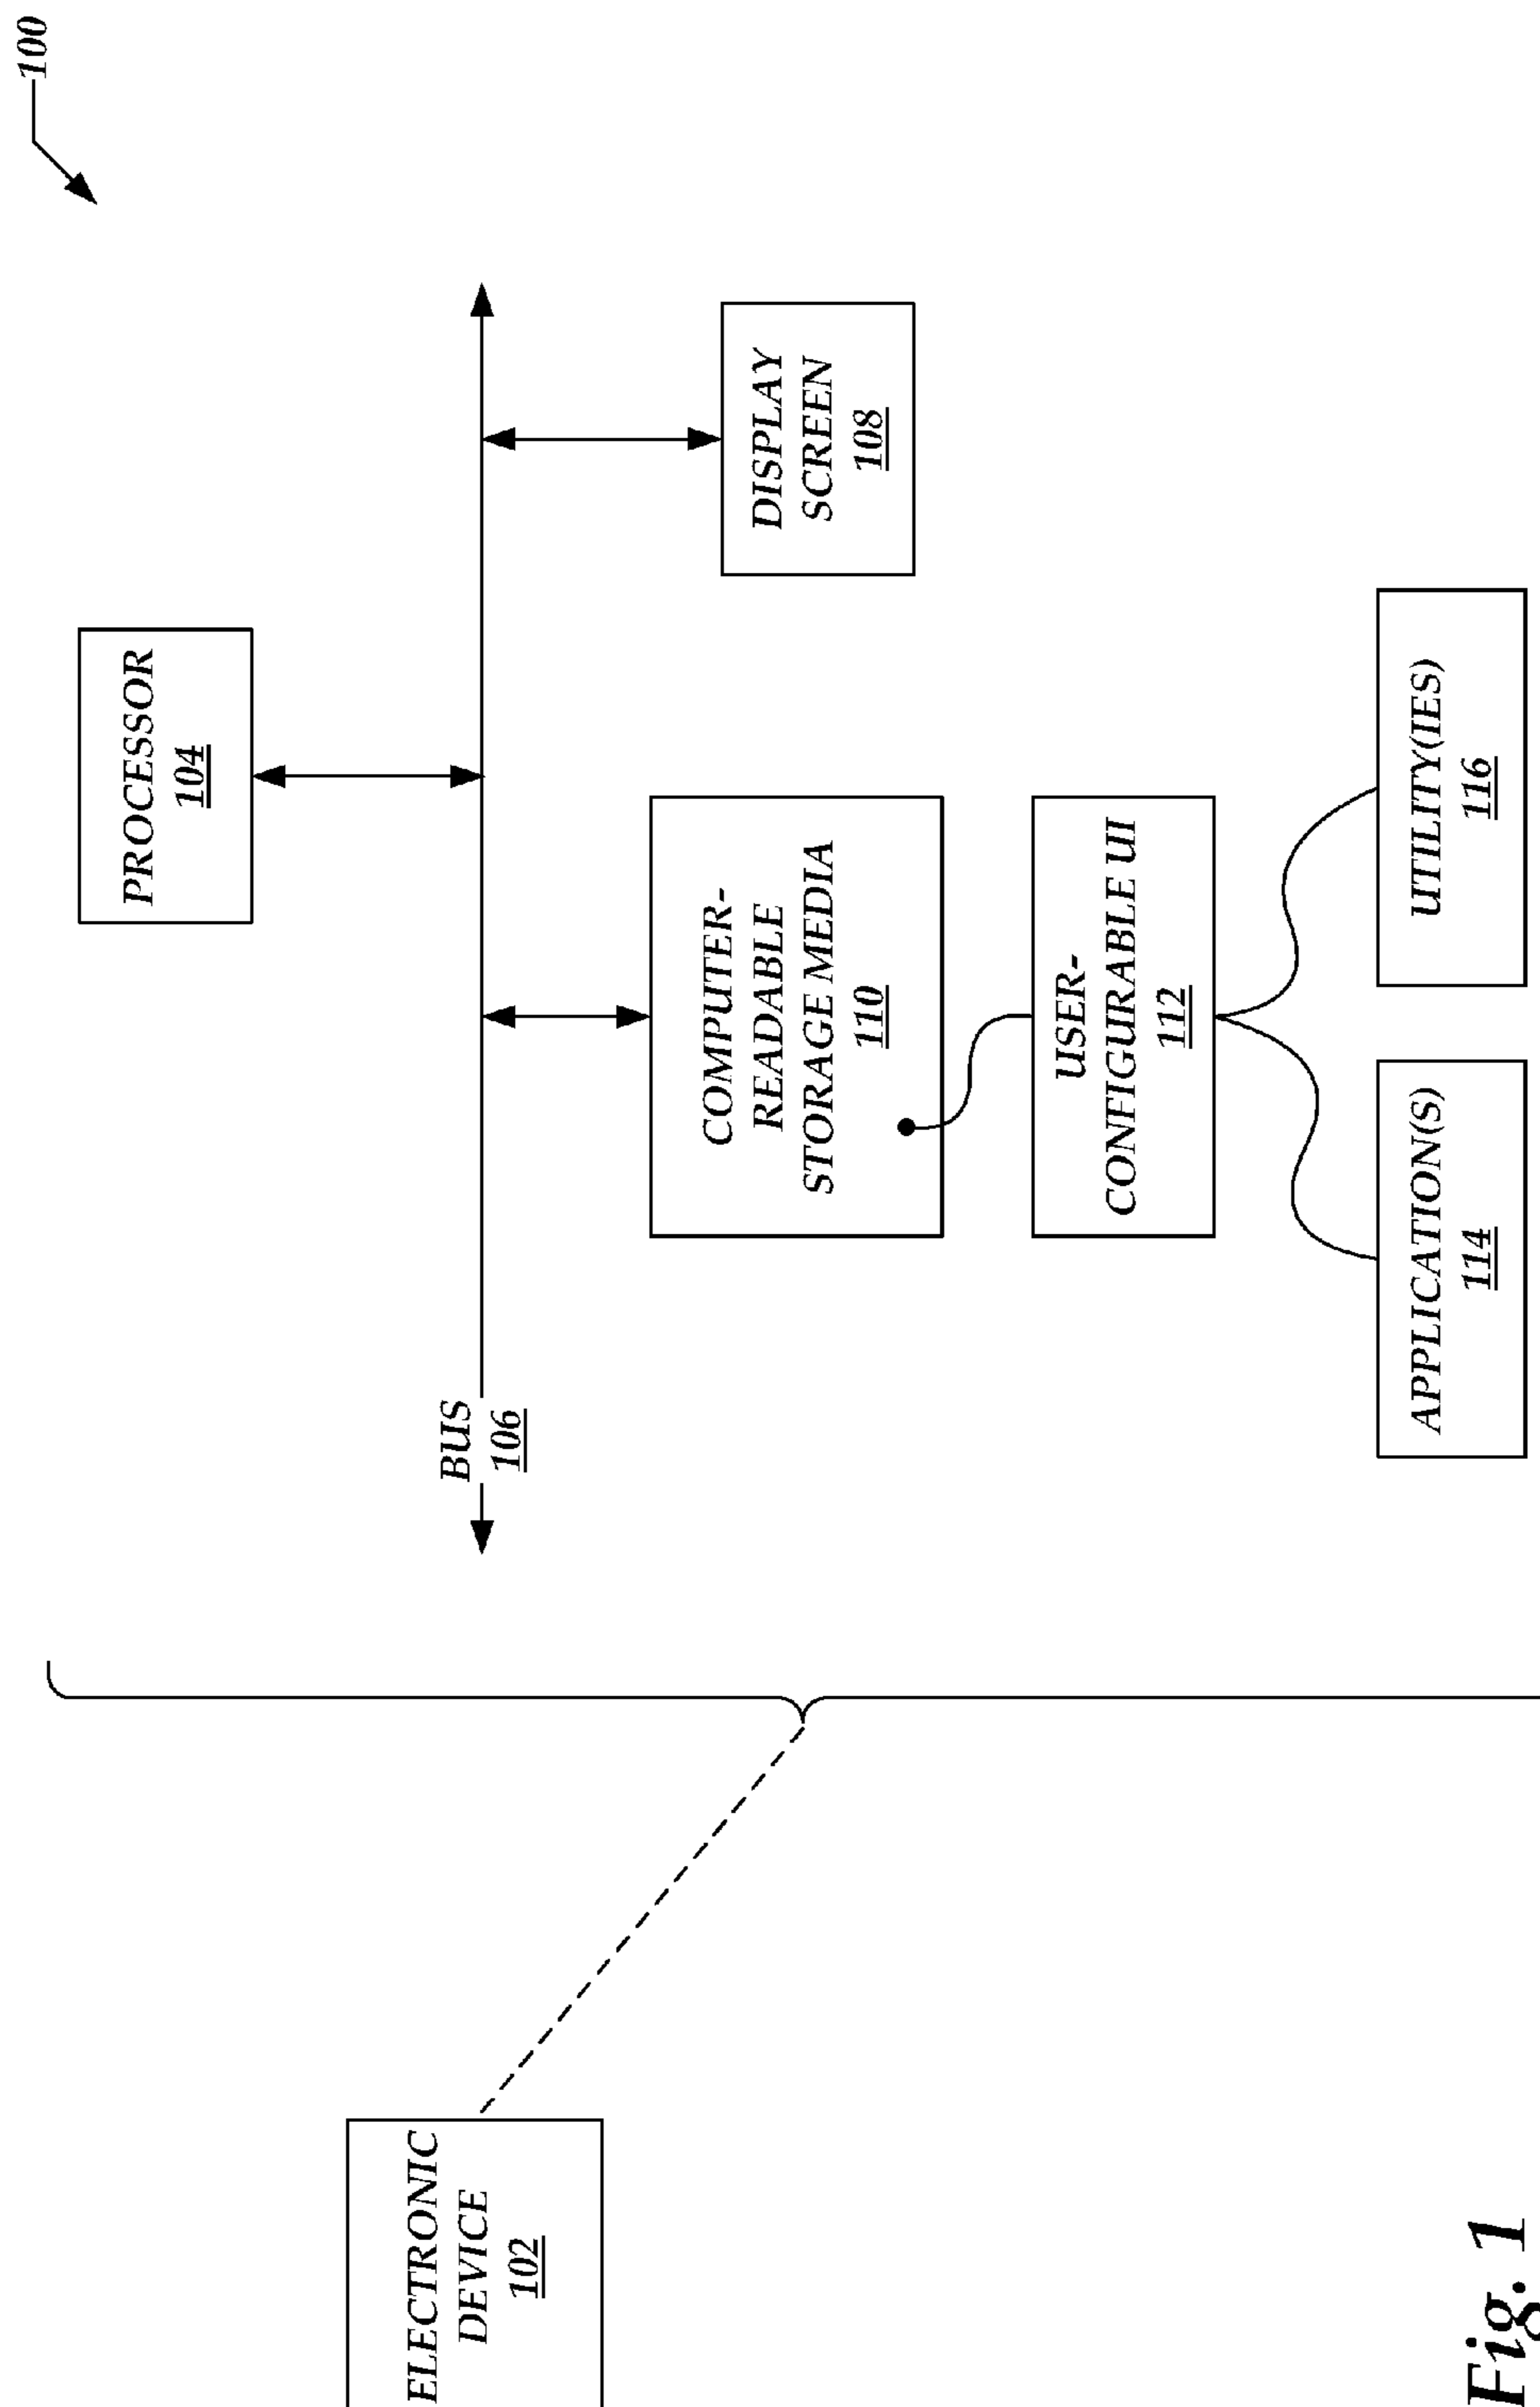 100
PROCESSOR
104
ELECTRONIC
DEVICE
102
BUS
106
COMPUTER-
READABLE
STORAGE MEDIA
110
DISPLAY
SCREEN
108
USER-
CONFIGURABLE UI
112
APPLICATION(S)
114
UTILITY(IES)
116
Fig. 1